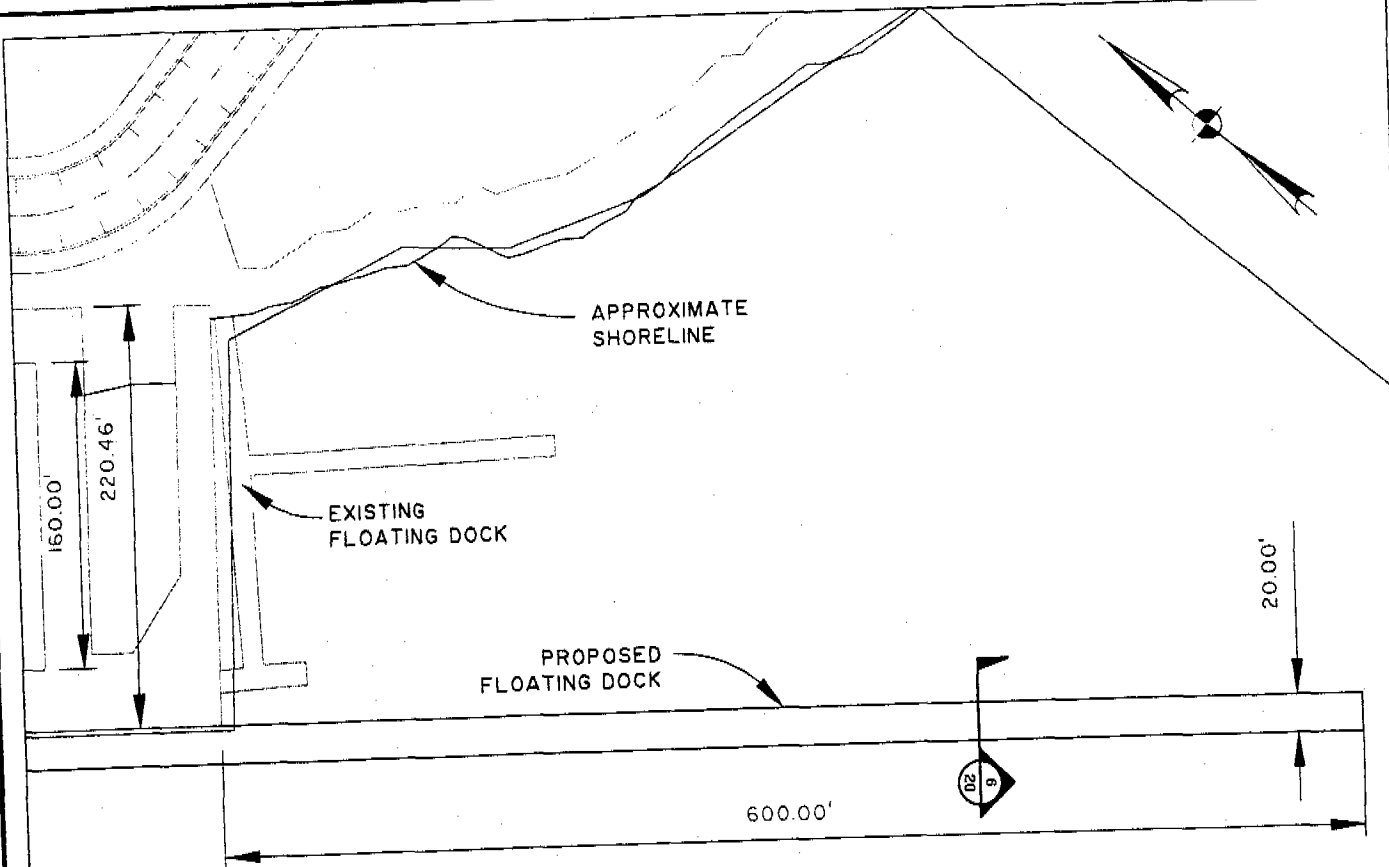 APPROXIMATE
SHORELINE
160.00'
220.46'
EXISTING
FLOATING DOCK
20.00'
PROPOSED
FLOATING DOCK
6
20
600.00'